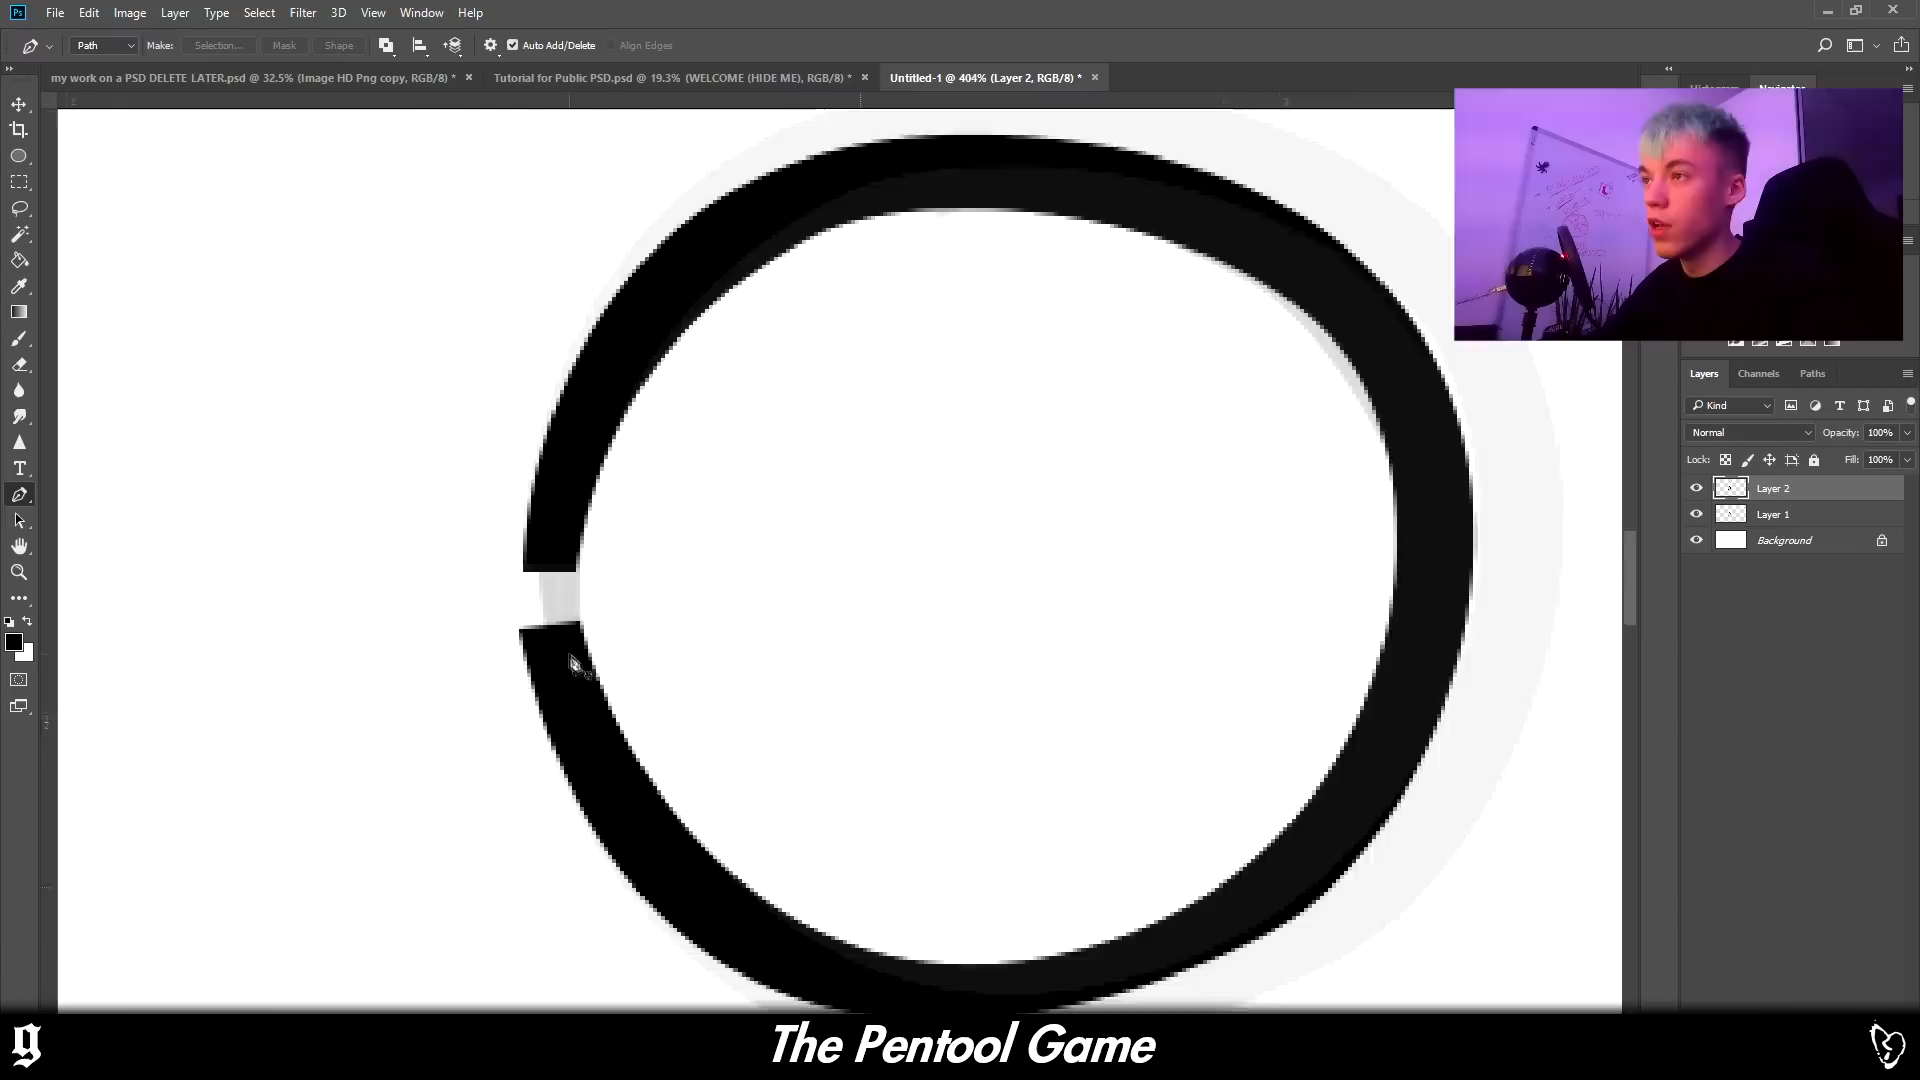 Ps File Edit Image Layer Type Select Filter 3D View Window Help
Path Make: Selection... Mask Shape Auto Add/Delete Align Edges
my work on a PSD DELETE LATER.psd @ 32.5% (Image HD Png copy, RGB/8) * Tutorial for Public PSD.psd @ 19.3% (WELCOME (HIDE ME), RGB/8) * Untitled-1 @ 404% (Layer 2, RGB/8) *
Histogram Navigator
Layers Channels Paths
Kind
Normal Opacity: 100%
Lock: Fill: 100%
Layer 2
Layer 1
Background
g The Pentool Game